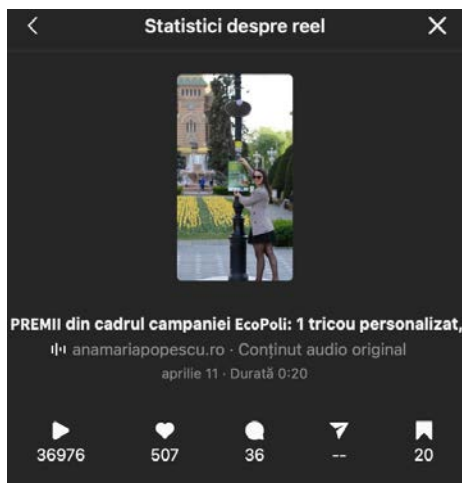 Statistici despre reel
PREMII din cadrul campaniei EcoPoli: 1 tricou personalizat,
anamariapopescu.ro · Conținut audio original
aprilie 11 · Durată 0:20
36976 507 36 -- 20